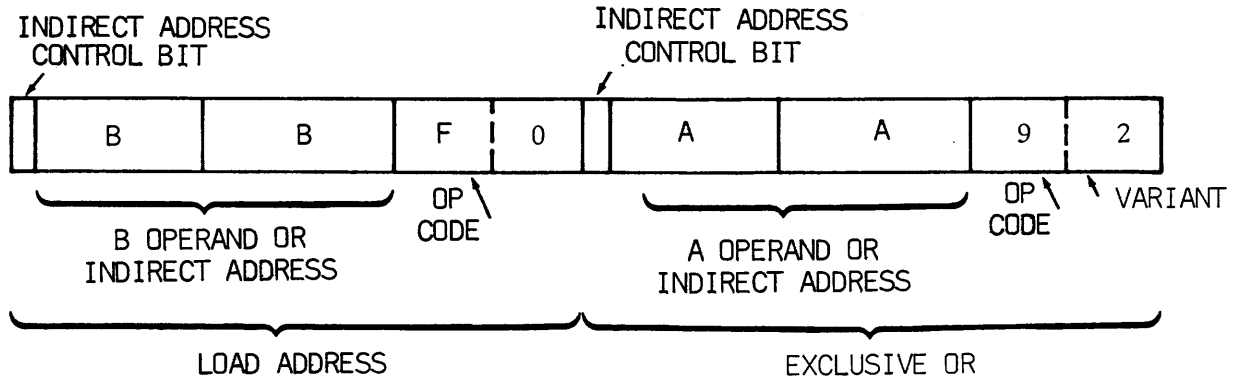 INDIRECT ADDRESS
CONTROL BIT
INDIRECT ADDRESS
CONTROL BIT
B B F 0 A A 9 2
OP
CODE
OP
CODE
VARIANT
B OPERAND OR
INDIRECT ADDRESS
A OPERAND OR
INDIRECT ADDRESS
LOAD ADDRESS
EXCLUSIVE OR